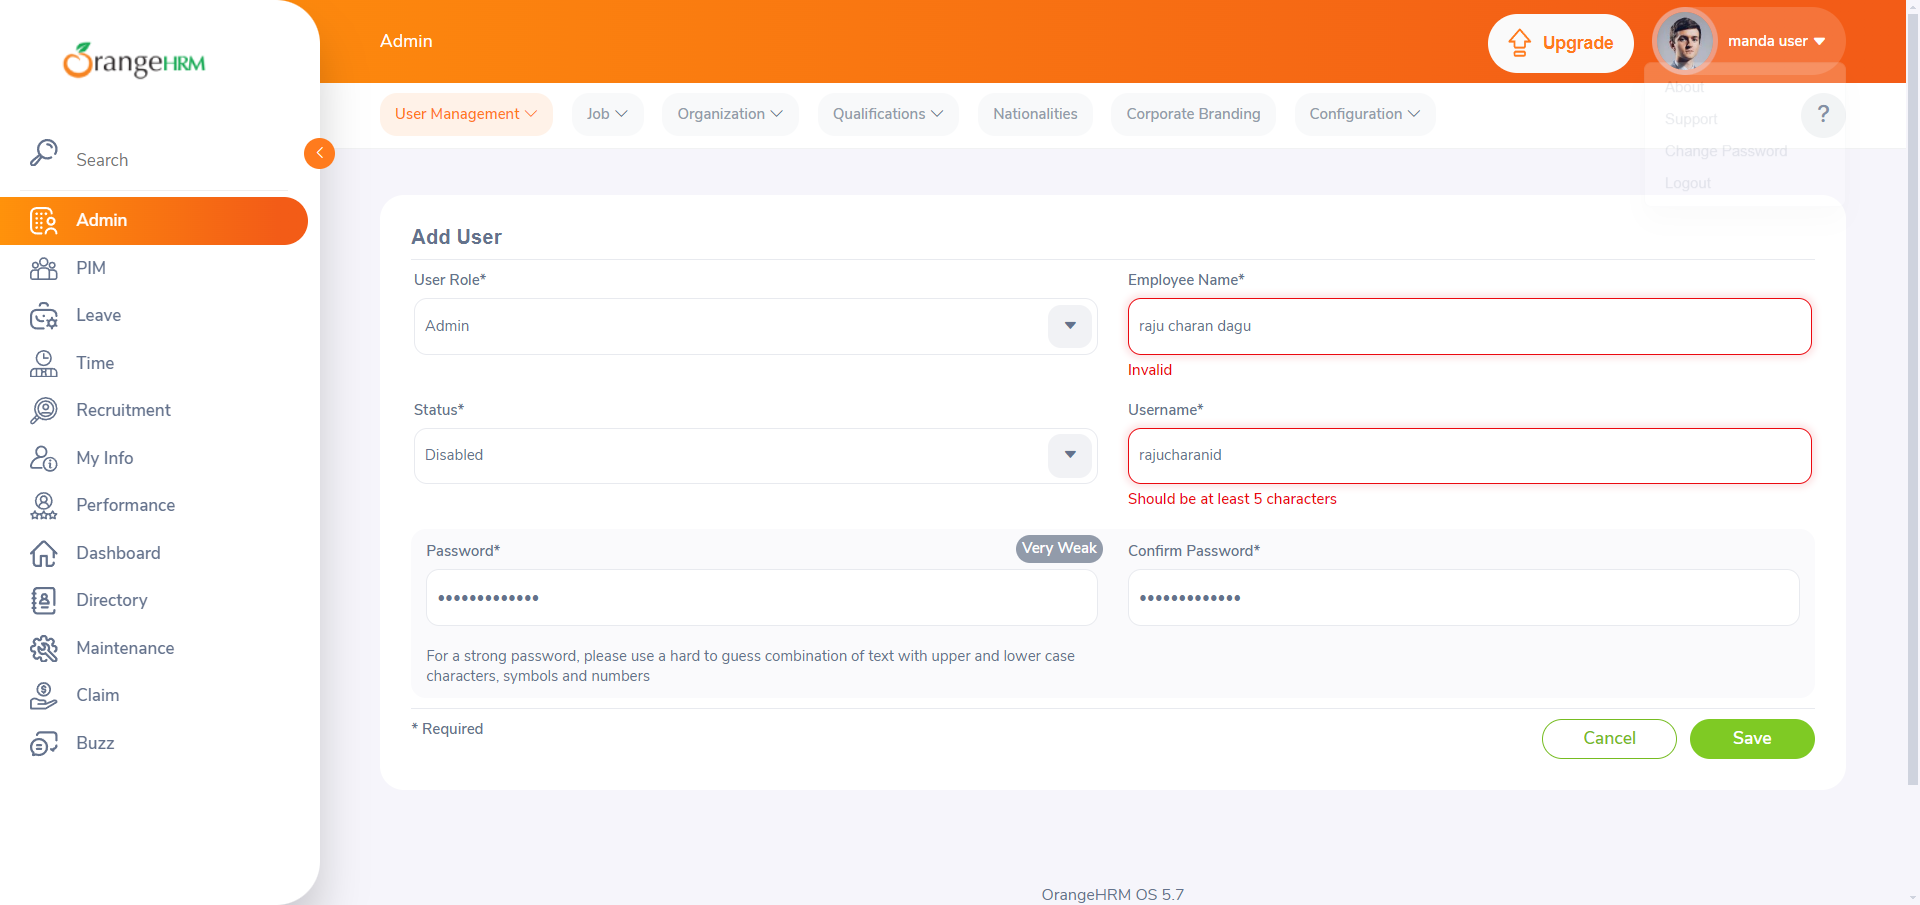 OrangeHRM
Admin
Upgrade
manda user
About
Support
Change Password
Logout
User Management
Job
Organization
Qualifications
Nationalities
Corporate Branding
Configuration
?
Search
Admin
PIM
Leave
Time
Recruitment
My Info
Performance
Dashboard
Directory
Maintenance
Claim
Buzz
Add User
User Role*
Admin
Employee Name*
raju charan dagu
Invalid
Status*
Disabled
Username*
rajucharanid
Should be at least 5 characters
Password*
Very Weak
•••••••••••••
Confirm Password*
•••••••••••••
For a strong password, please use a hard to guess combination of text with upper and lower case
characters, symbols and numbers
* Required
Cancel
Save
OrangeHRM OS 5.7